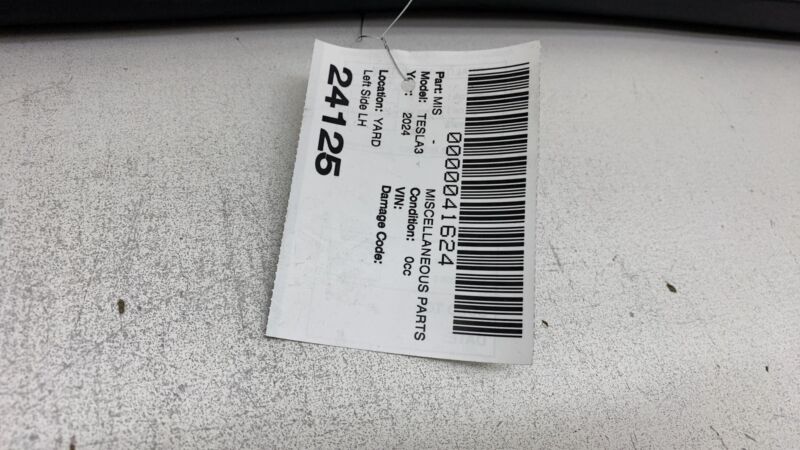 0000041624
Part: MIS - MISCELLANEOUS PARTS
Model: TESLA3 Condition: 0cc
2024 VIN:
Damage Code:
Location: YARD
Left Side LH
24125